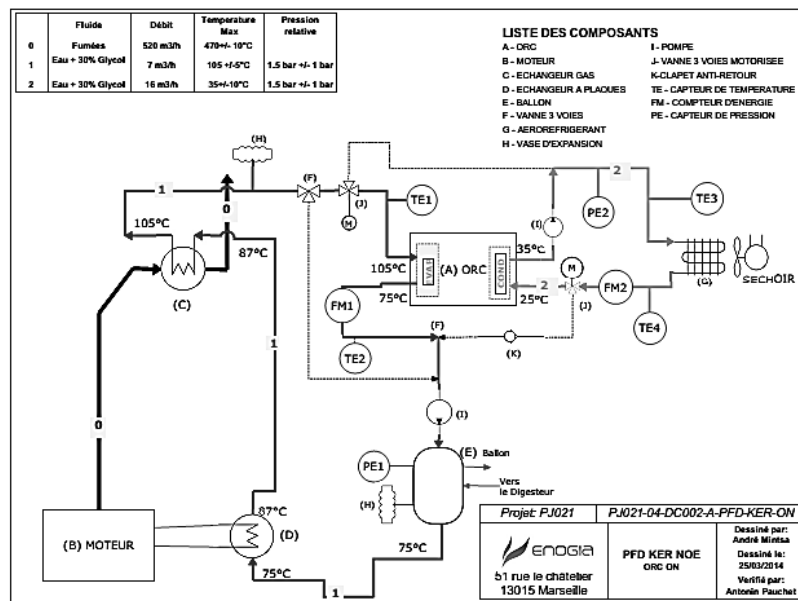 Fluide Débit Temperature Max Pression relative
0 Fumées 520 m3/h 470+/- 10°C
1 Eau + 30% Glycol 7 m3/h 105 +/-5°C 1.5 bar +/- 1 bar
2 Eau + 30% Glycol 16 m3/h 35+/-10°C 1.5 bar +/- 1 bar
LISTE DES COMPOSANTS
A - ORC
B - MOTEUR
C - ECHANGEUR GAS
D - ECHANGEUR A PLAQUES
E - BALLON
F - VANNE 3 VOIES
G - AEROREFRIGERANT
H - VASE D'EXPANSION
I - POMPE
J- VANNE 3 VOIES MOTORISEE
K-CLAPET ANTI-RETOUR
TE - CAPTEUR DE TEMPERATURE
FM - COMPTEUR D'ENERGIE
PE - CAPTEUR DE PRESSION
(H)
1
0
(F)
(J)
M
TE1
2
PE2
TE3
(I)
105°C
87°C
(C)
(A) ORC
EVAP
COND
105°C
75°C
35°C
25°C
2
M
(J)
FM2
(G)
SECHOIR
TE4
FM1
TE2
(F)
(K)
1
0
(I)
PE1
(H)
(E) Ballon
Vers
le Digesteur
87°C
(B) MOTEUR
(D)
75°C
75°C
1
Projet: PJ021
PJ021-04-DC002-A-PFD-KER-ON
ENOGIA
51 rue le châtelier
13015 Marseille
PFD KER NOE
ORC ON
Dessiné par:
André Mintsa
Dessiné le:
25/03/2014
Verifié par:
Antonin Pauchet